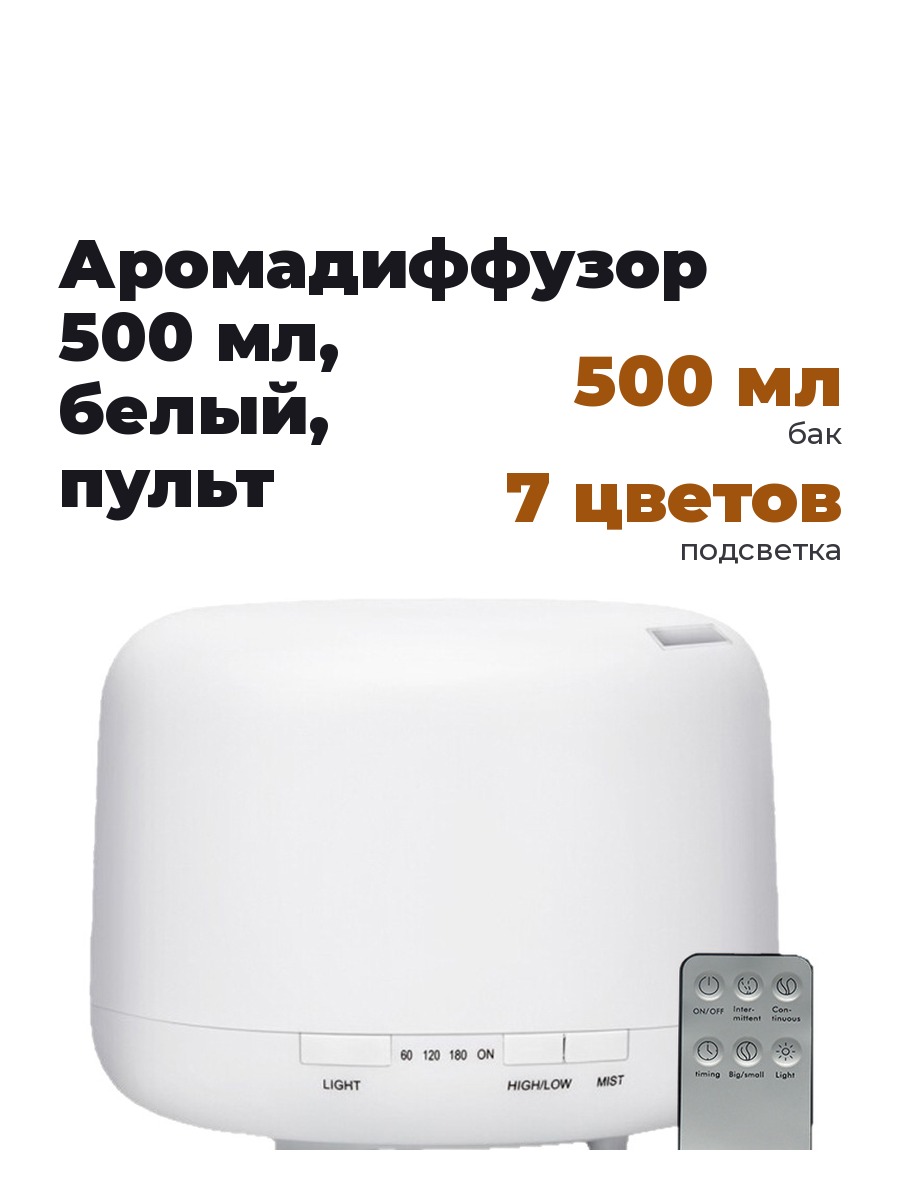 Аромадиффузор
500 мл,
белый,
пульт
500 мл
бак
7 цветов
подсветка
60 120 180 ON
LIGHT
HIGH/LOW MIST
ON/OFF Inter-mittent Con-tinuous
timing Big/small Light